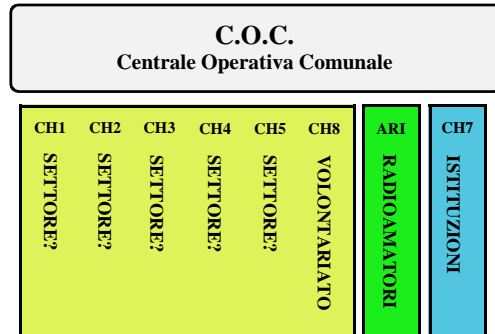 C.O.C.
Centrale Operativa Comunale
CH1 CH2 CH3 CH4 CH5 CH8 ARI CH7
SETTORE?
SETTORE?
SETTORE?
SETTORE?
SETTORE?
VOLONTARIATO
RADIOAMATORI
ISTITUZIONI